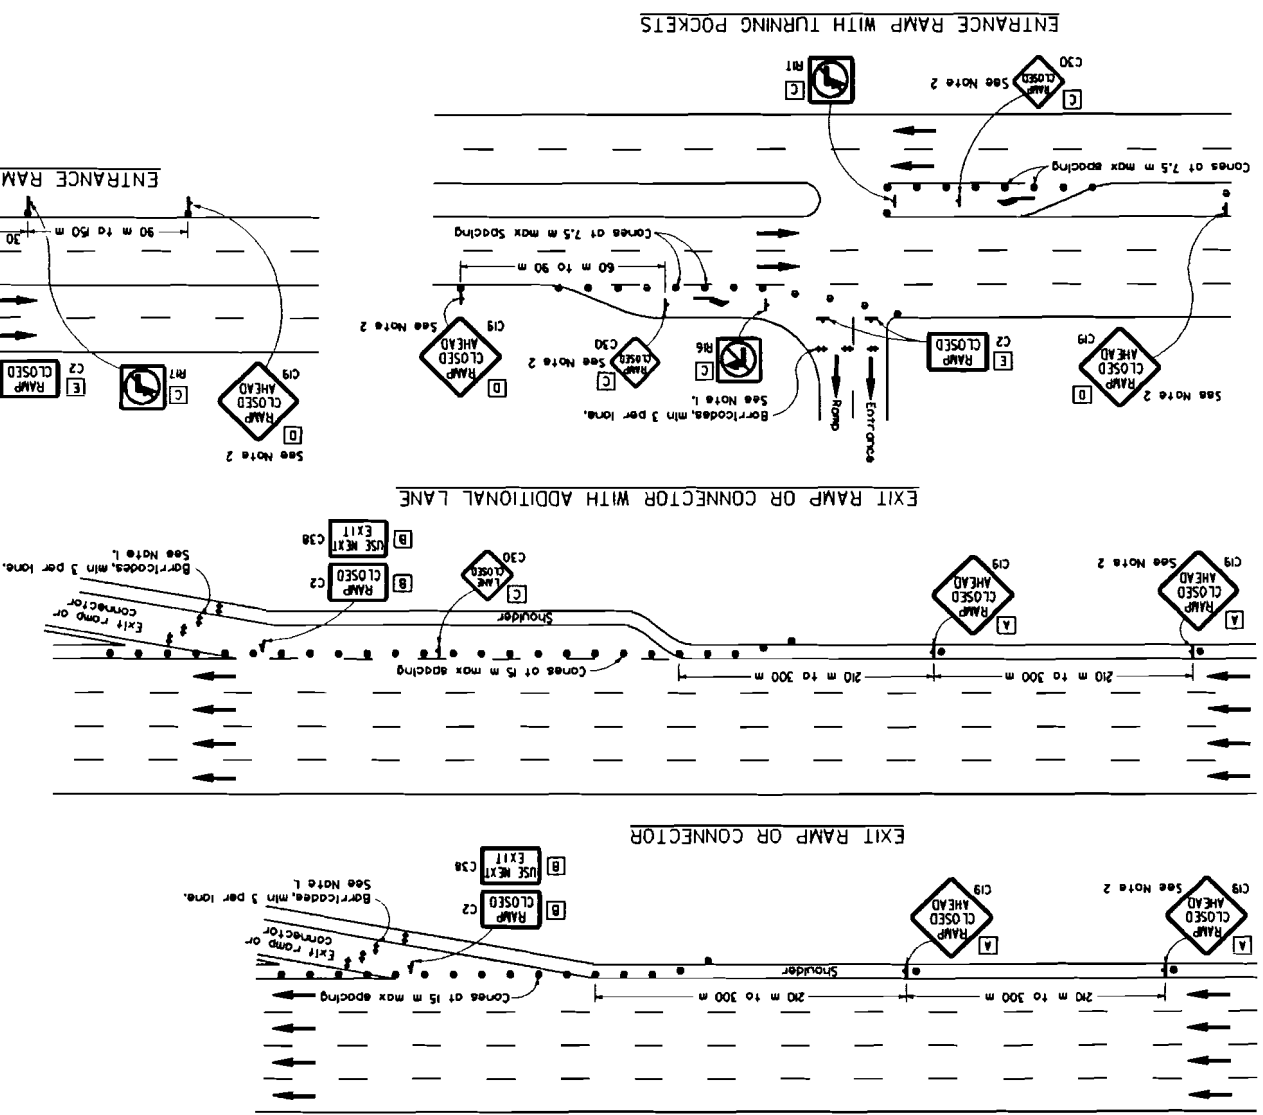 210 m to 300 m
210 m to 300 m
Cones at 15 m max spacing
Shoulder
Exit ramp or
connector
A
C19
RAMP
CLOSED
AHEAD
See Note 2
A
C19
RAMP
CLOSED
AHEAD
B
RAMP
CLOSED
C2
B
USE NEXT
EXIT
C38
Barricades, min 3 per lane.
See Note 1.
EXIT RAMP OR CONNECTOR
210 m to 300 m
210 m to 300 m
Cones at 15 m max spacing
Shoulder
Exit ramp or
connector
A
C19
RAMP
CLOSED
AHEAD
See Note 2
A
C19
RAMP
CLOSED
AHEAD
C
LANE
CLOSED
C30
B
RAMP
CLOSED
C2
B
USE NEXT
EXIT
C38
Barricades, min 3 per lane.
See Note 1.
EXIT RAMP OR CONNECTOR WITH ADDITIONAL LANE
Entrance
Ramp
Barricades, min 3 per lane.
See Note 1.
See Note 2
D
C19
RAMP
CLOSED
AHEAD
E
C2
RAMP
CLOSED
C
R16
C
C30
RAMP
CLOSED
See Note 2
D
C19
RAMP
CLOSED
AHEAD
See Note 2
60 m to 90 m
Cones at 7.5 m max spacing
Cones at 7.5 m max spacing
C
C30
RAMP
CLOSED
See Note 2
C
R17
ENTRANCE RAMP WITH TURNING POCKETS
See Note 2
D
C19
RAMP
CLOSED
AHEAD
C
R17
E
C2
RAMP
CLOSED
90 m to 150 m
30
ENTRANCE RAM